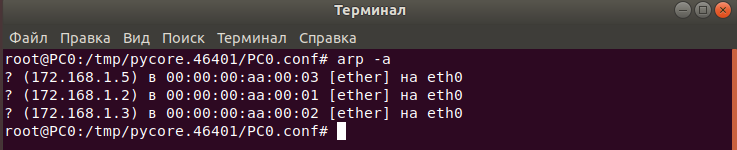 Терминал
Файл Правка Вид Поиск Терминал Справка
root@PC0:/tmp/pycore.46401/PC0.conf# arp -a
? (172.168.1.5) в 00:00:00:aa:00:03 [ether] на eth0
? (172.168.1.2) в 00:00:00:aa:00:01 [ether] на eth0
? (172.168.1.3) в 00:00:00:aa:00:02 [ether] на eth0
root@PC0:/tmp/pycore.46401/PC0.conf#